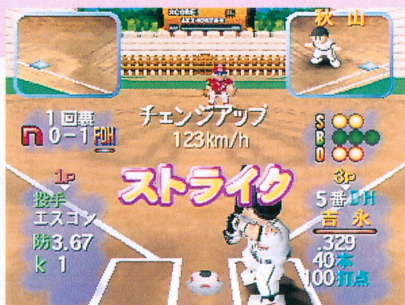 SCORE
秋山
1回裏
0-1 FDH
チェンジアップ
123km/h
S
B
O
ストライク
1P
投手
エスコン
防3.67
k 1
3P
5番DH
吉永
.329
40本
100打点